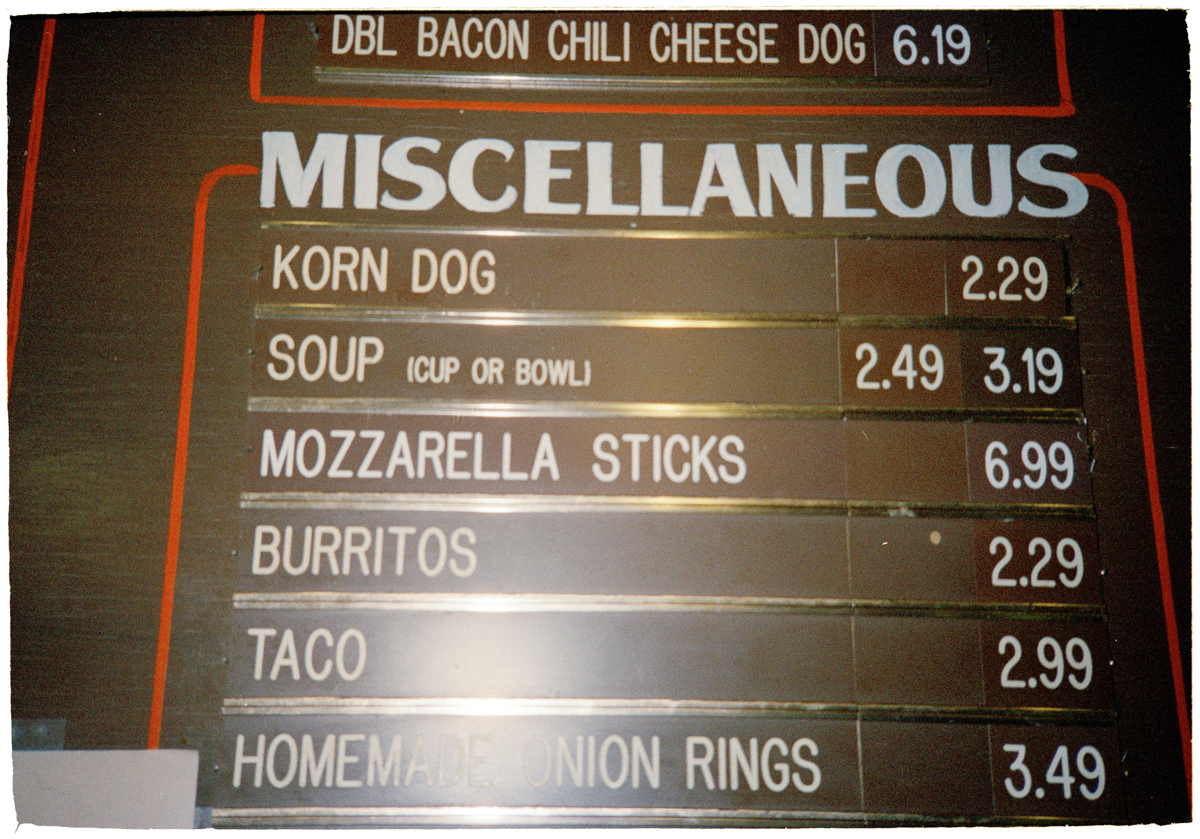 DBL BACON CHILI CHEESE DOG 6.19
MISCELLANEOUS
KORN DOG 2.29
SOUP (CUP OR BOWL) 2.49 3.19
MOZZARELLA STICKS 6.99
BURRITOS 2.29
TACO 2.99
HOMEMADE ONION RINGS 3.49